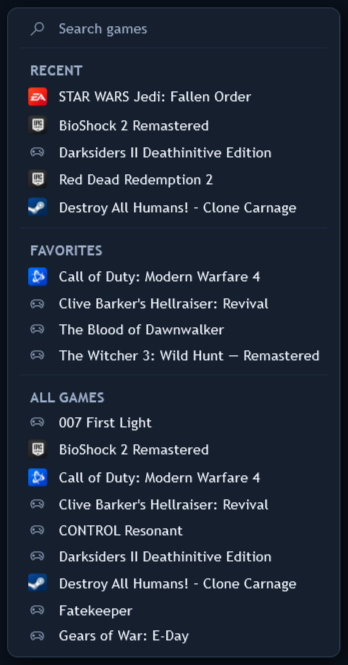 Search games
RECENT
STAR WARS Jedi: Fallen Order
BioShock 2 Remastered
Darksiders II Deathinitive Edition
Red Dead Redemption 2
Destroy All Humans! - Clone Carnage
FAVORITES
Call of Duty: Modern Warfare 4
Clive Barker's Hellraiser: Revival
The Blood of Dawnwalker
The Witcher 3: Wild Hunt — Remastered
ALL GAMES
007 First Light
BioShock 2 Remastered
Call of Duty: Modern Warfare 4
Clive Barker's Hellraiser: Revival
CONTROL Resonant
Darksiders II Deathinitive Edition
Destroy All Humans! - Clone Carnage
Fatekeeper
Gears of War: E-Day